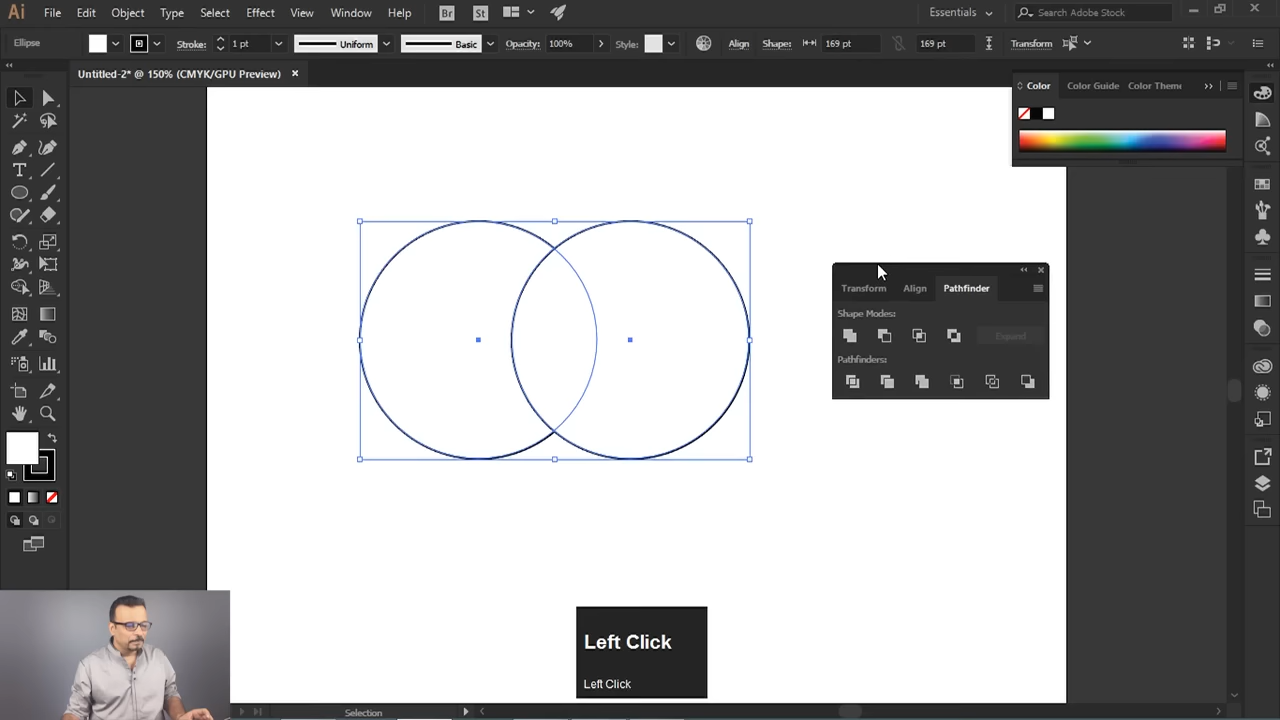 Ai File Edit Object Type Select Effect View Window Help Br St Essentials Search Adobe Stock
Ellipse Stroke: 1 pt Uniform Basic Opacity: 100% Style: Align Shape: 169 pt 169 pt Transform
Untitled-2* @ 150% (CMYK/GPU Preview)
Color Color Guide Color Theme
Transform Align Pathfinder
Shape Modes:
Expand
Pathfinders:
Left Click
Left Click
Selection